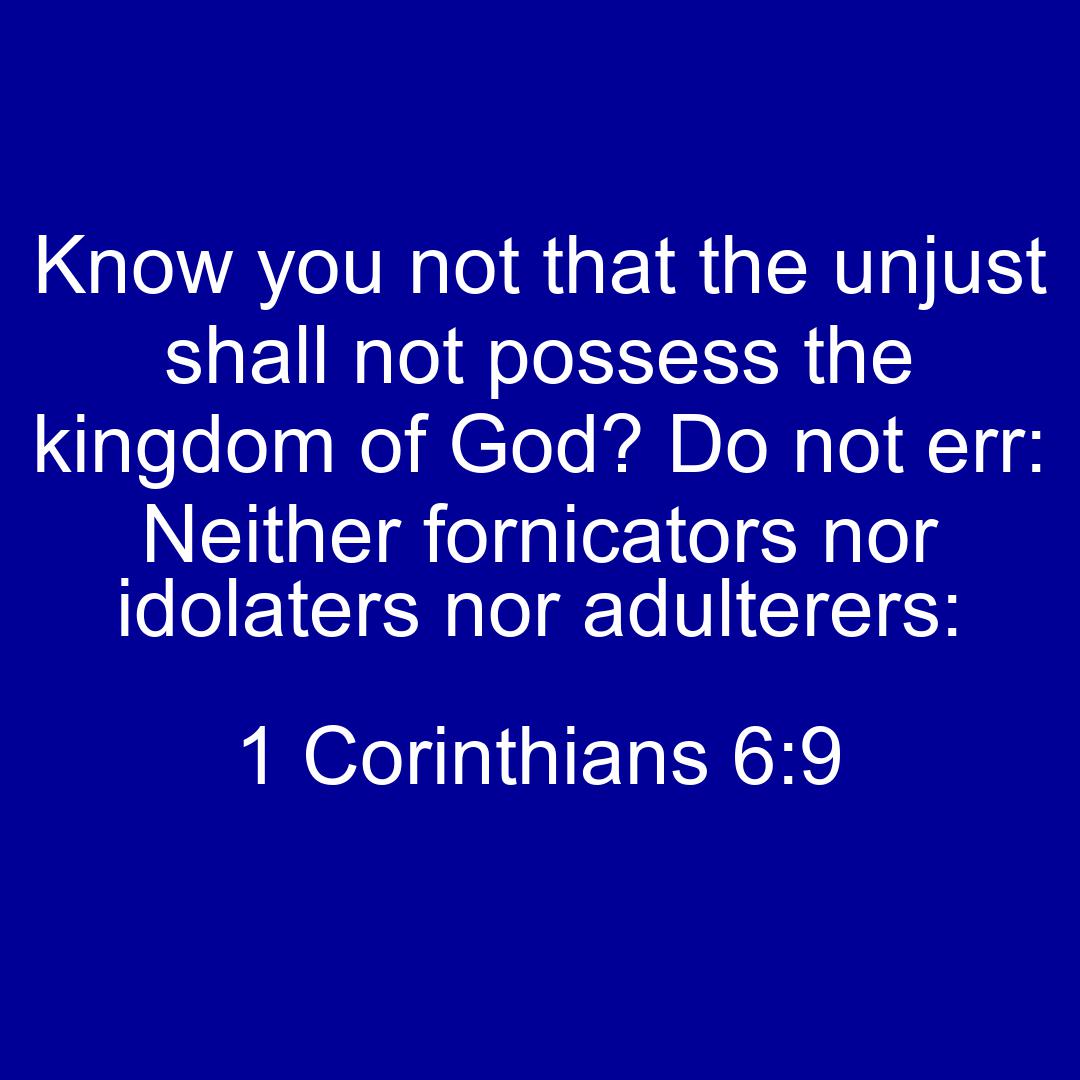 Know you not that the unjust
shall not possess the
kingdom of God? Do not err:
Neither fornicators nor
idolaters nor adulterers:
1 Corinthians 6:9